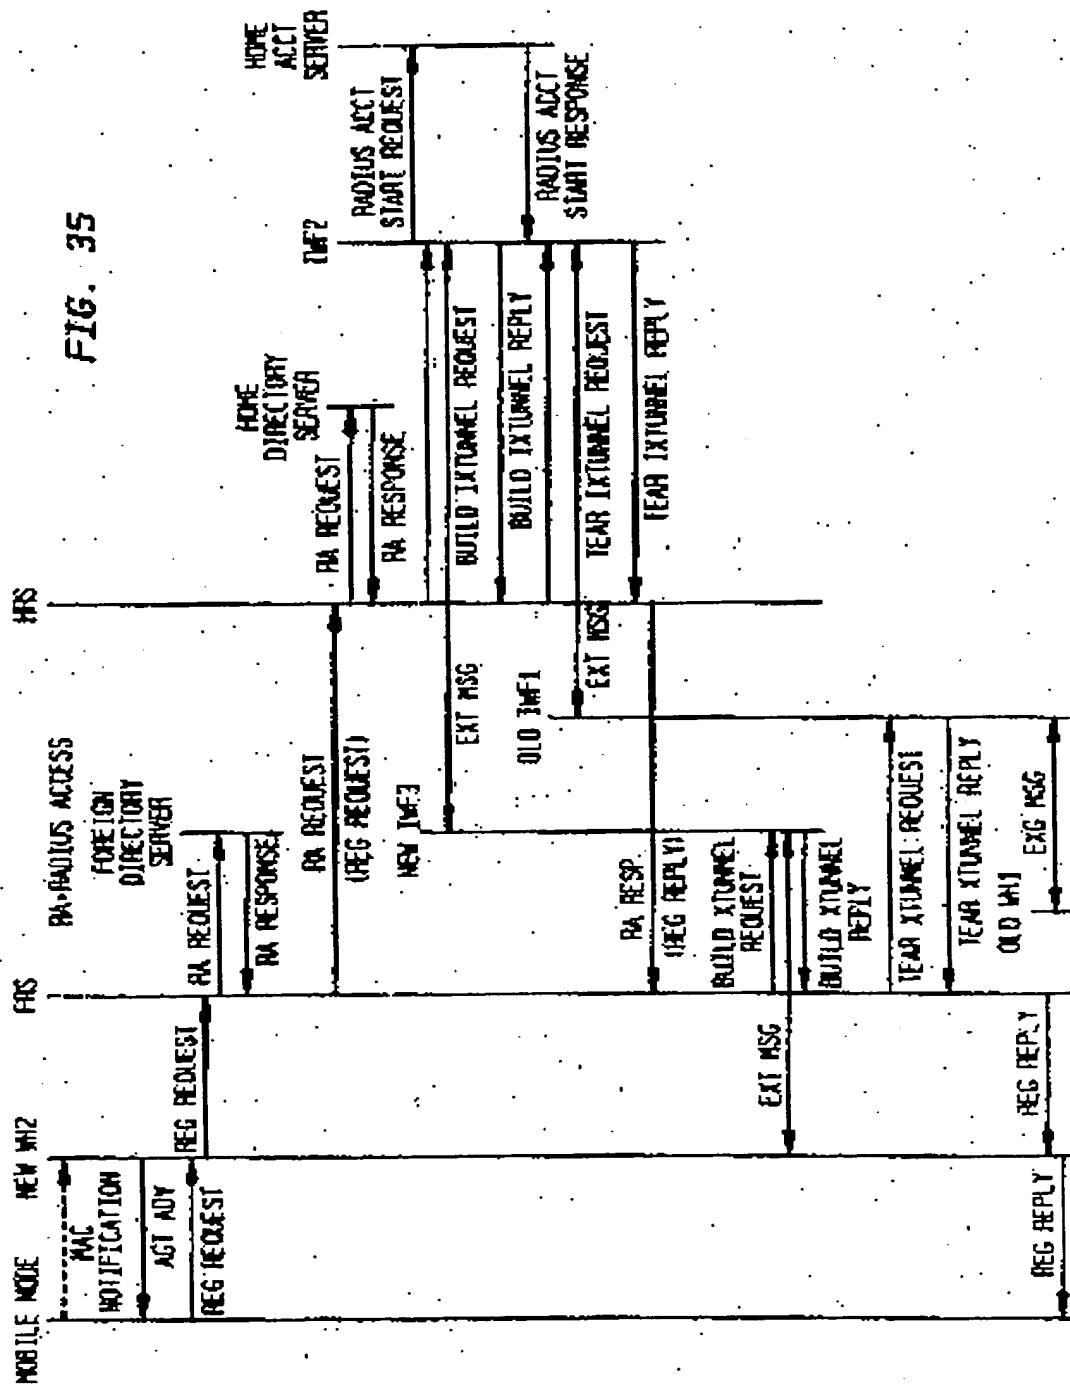 FIG. 35
MOBILE NODE
NEW WH2
FRS
HRS
RA=RADIUS ACCESS
FOREIGN
DIRECTORY
SERVER
HOME
DIRECTORY
SERVER
IWF2
HOME
ACCT
SERVER
MAC
NOTIFICATION
AGT ADV
REG REQUEST
REG REQUEST
RA REQUEST
RA RESPONSE
RA REQUEST
(REG REQUEST)
RA REQUEST
RA RESPONSE
RADIUS ACCT
START REQUEST
NEW IWF3
EXT MSG
BUILD IXTUNNEL REQUEST
BUILD IXTUNNEL REPLY
RADIUS ACCT
START RESPONSE
OLD IWF1
EXT MSG
TEAR IXTUNNEL REQUEST
TEAR IXTUNNEL REPLY
RA RESP
(REG REPLY)
BUILD XTUNNEL
REQUEST
EXT MSG
BUILD XTUNNEL
REPLY
TEAR XTUNNEL REQUEST
TEAR XTUNNEL REPLY
OLD WH1
EXG MSG
REG REPLY
REG REPLY